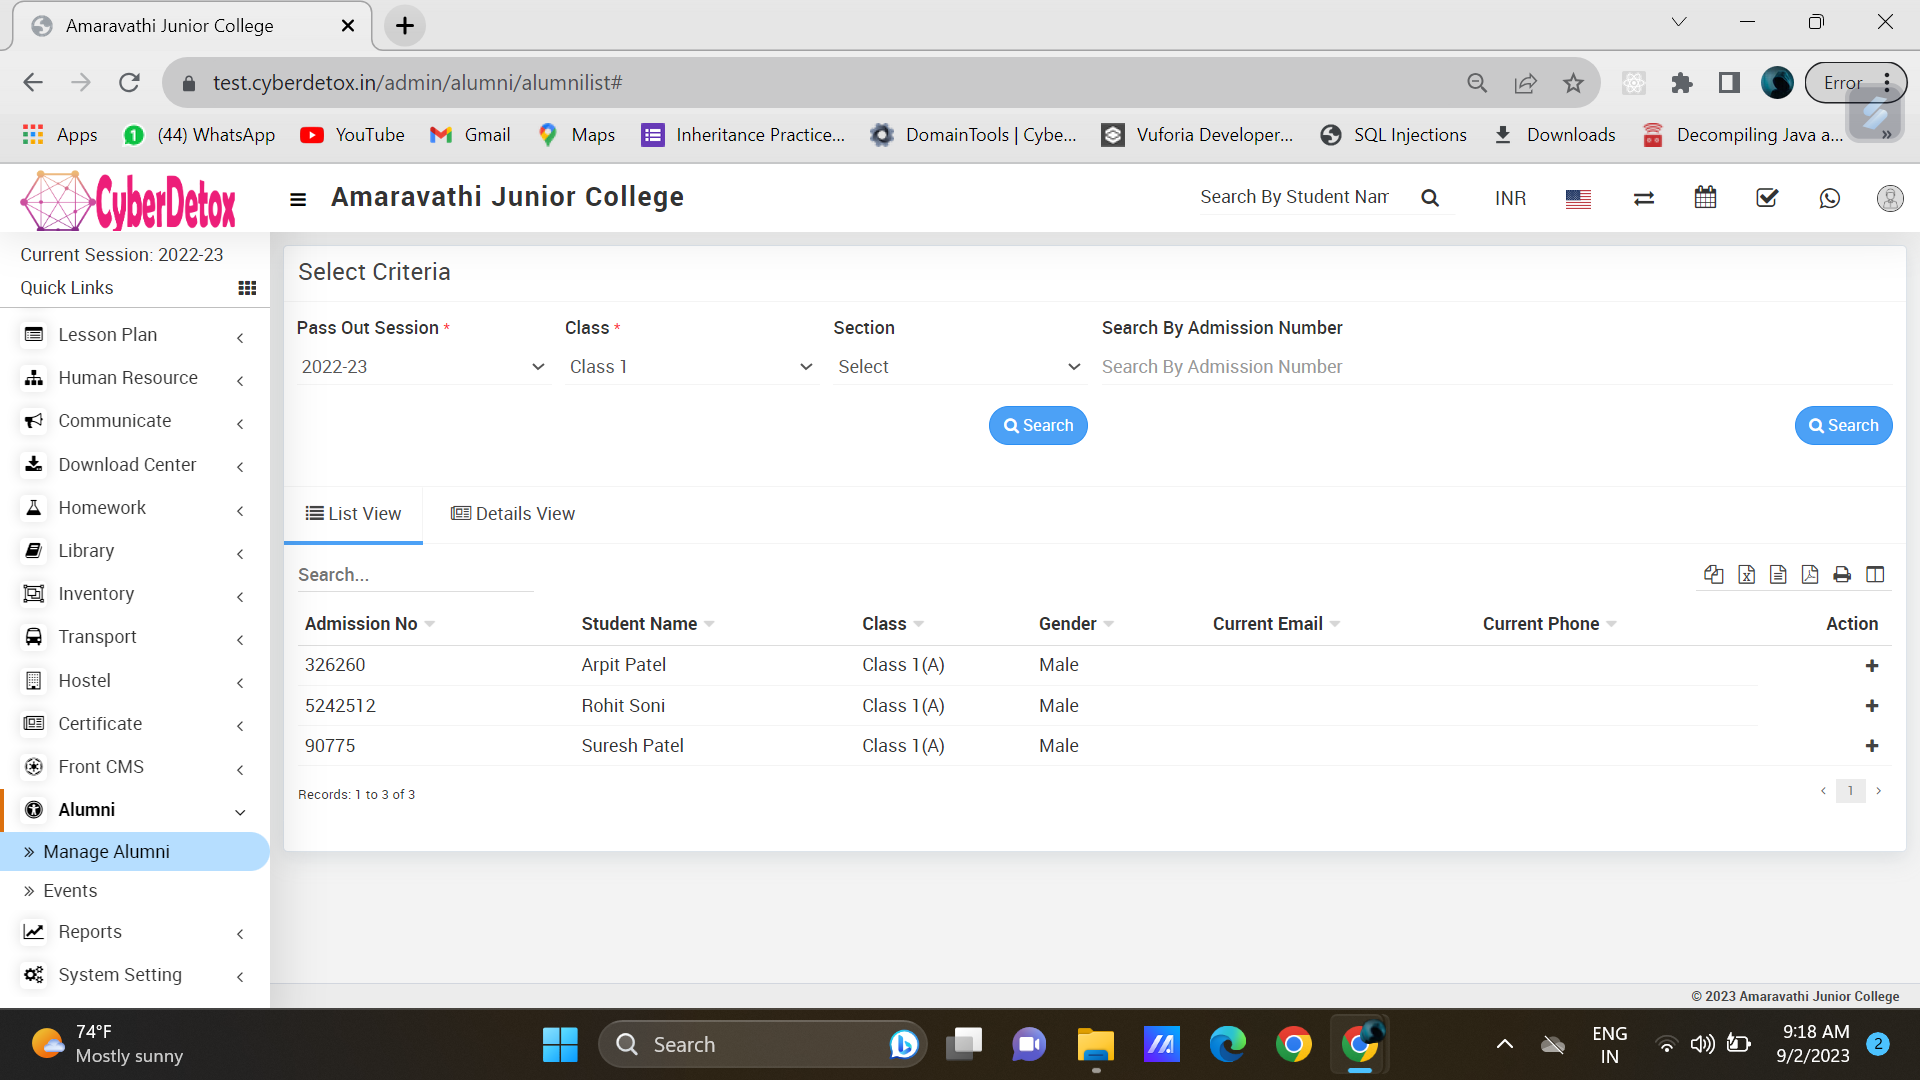 Amaravathi Junior College
test.cyberdetox.in/admin/alumni/alumnilist#
Error
Apps
1
(44) WhatsApp
YouTube
Gmail
Maps
Inheritance Practice...
DomainTools | Cybe...
Vuforia Developer...
SQL Injections
Downloads
Decompiling Java a...
CyberDetox
Amaravathi Junior College
Search By Student Nam
INR
Current Session: 2022-23
Quick Links
Lesson Plan
Human Resource
Communicate
Download Center
Homework
Library
Inventory
Transport
Hostel
Certificate
Front CMS
Alumni
Manage Alumni
Events
Reports
System Setting
Select Criteria
Pass Out Session *
Class *
Section
Search By Admission Number
2022-23
Class 1
Select
Search By Admission Number
Search
Search
List View
Details View
Search...
Admission No Student Name Class Gender Current Email Current Phone Action
326260 Arpit Patel Class 1(A) Male
5242512 Rohit Soni Class 1(A) Male
90775 Suresh Patel Class 1(A) Male
Records: 1 to 3 of 3
1
© 2023 Amaravathi Junior College
74°F
Mostly sunny
Search
ENG
IN
9:18 AM
9/2/2023
2